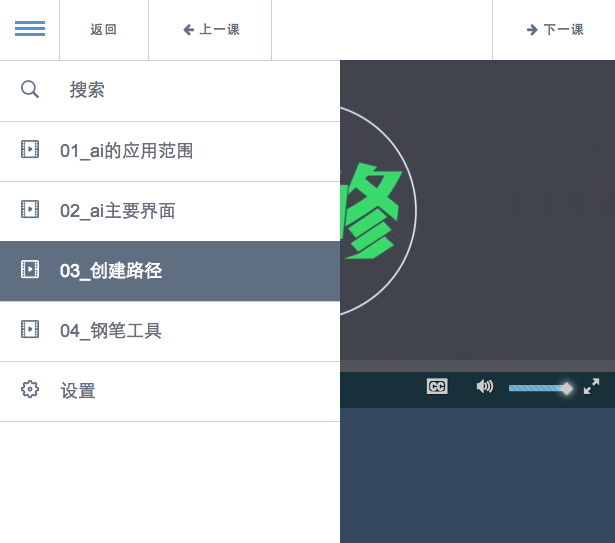 返回
上一课
下一课
搜索
01_ai的应用范围
02_ai主要界面
03_创建路径
04_钢笔工具
设置
修
CC